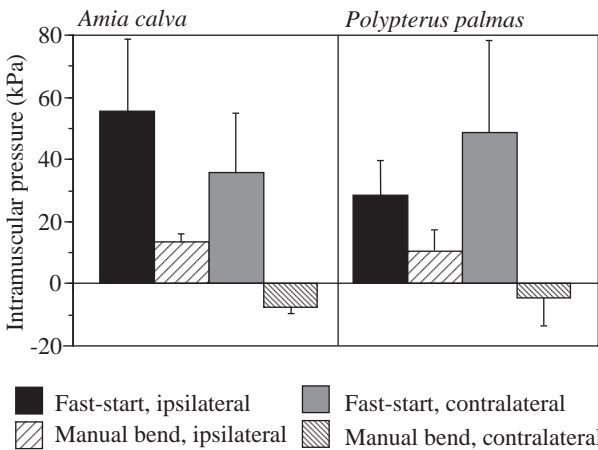 Amia calva Polypterus palmas
Intramuscular pressure (kPa)
80
60
40
20
0
-20
Fast-start, ipsilateral Fast-start, contralateral
Manual bend, ipsilateral Manual bend, contralateral